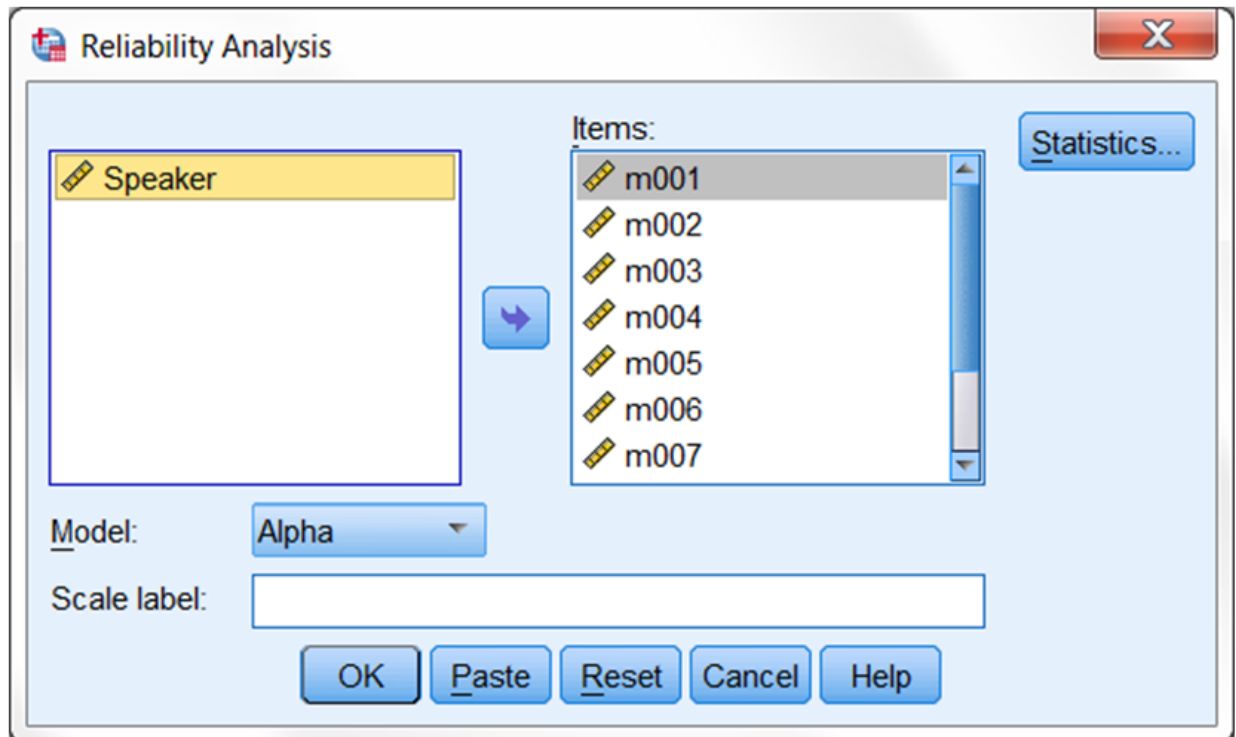 Reliability Analysis
Items:
Statistics...
Speaker
m001
m002
m003
m004
m005
m006
m007
Model:
Alpha
Scale label:
OK
Paste
Reset
Cancel
Help